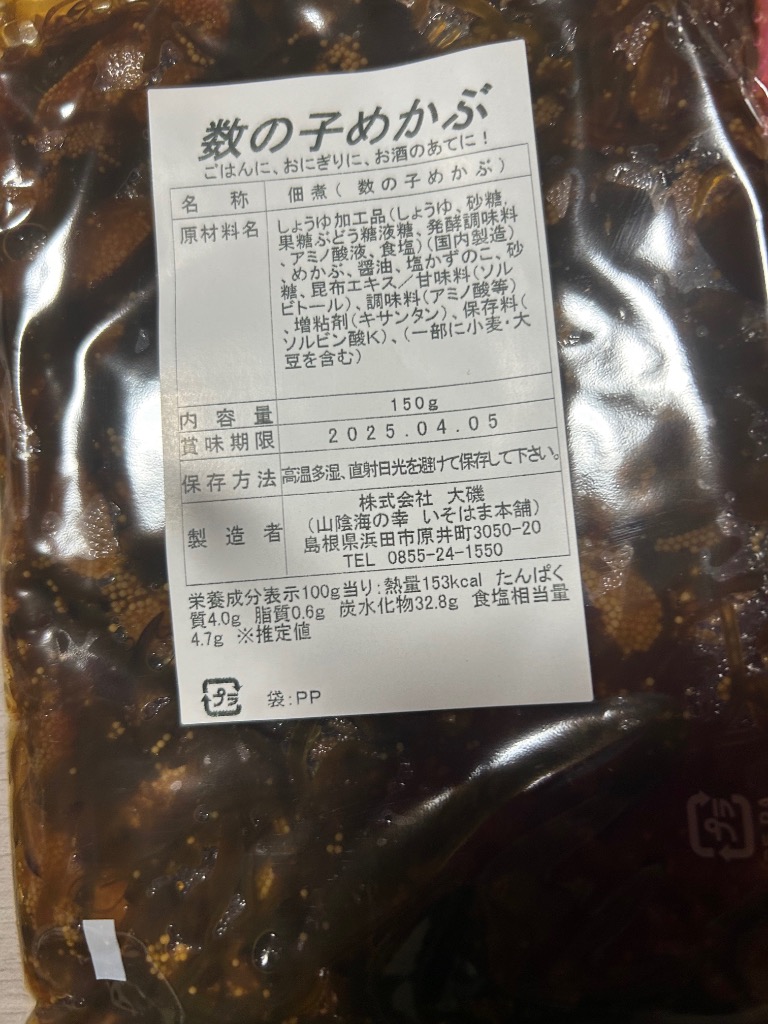 数の子めかぶ
ごはんに、おにぎりに、お酒のあてに！
名称 佃煮(数の子めかぶ)
原材料名 しょうゆ加工品(しょうゆ、砂糖、
果糖ぶどう糖液糖、発酵調味料
、アミノ酸液、食塩)(国内製造)
、めかぶ、醤油、塩かずのこ、砂
糖、昆布エキス／甘味料(ソル
ビトール)、調味料(アミノ酸等)
、増粘剤(キサンタン)、保存料(
ソルビン酸K)、(一部に小麦・大
豆を含む)
内容量 150g
賞味期限 2025.04.05
保存方法 高温多湿、直射日光を避けて保存して下さい。
製造者 株式会社 大磯
(山陰海の幸 いそはま本舗)
島根県浜田市原井町3050-20
TEL 0855-24-1550
栄養成分表示100g当り:熱量153kcal たんぱく
質4.0g 脂質0.6g 炭水化物32.8g 食塩相当量
4.7g ※推定値
プラ 袋:PP
プラ